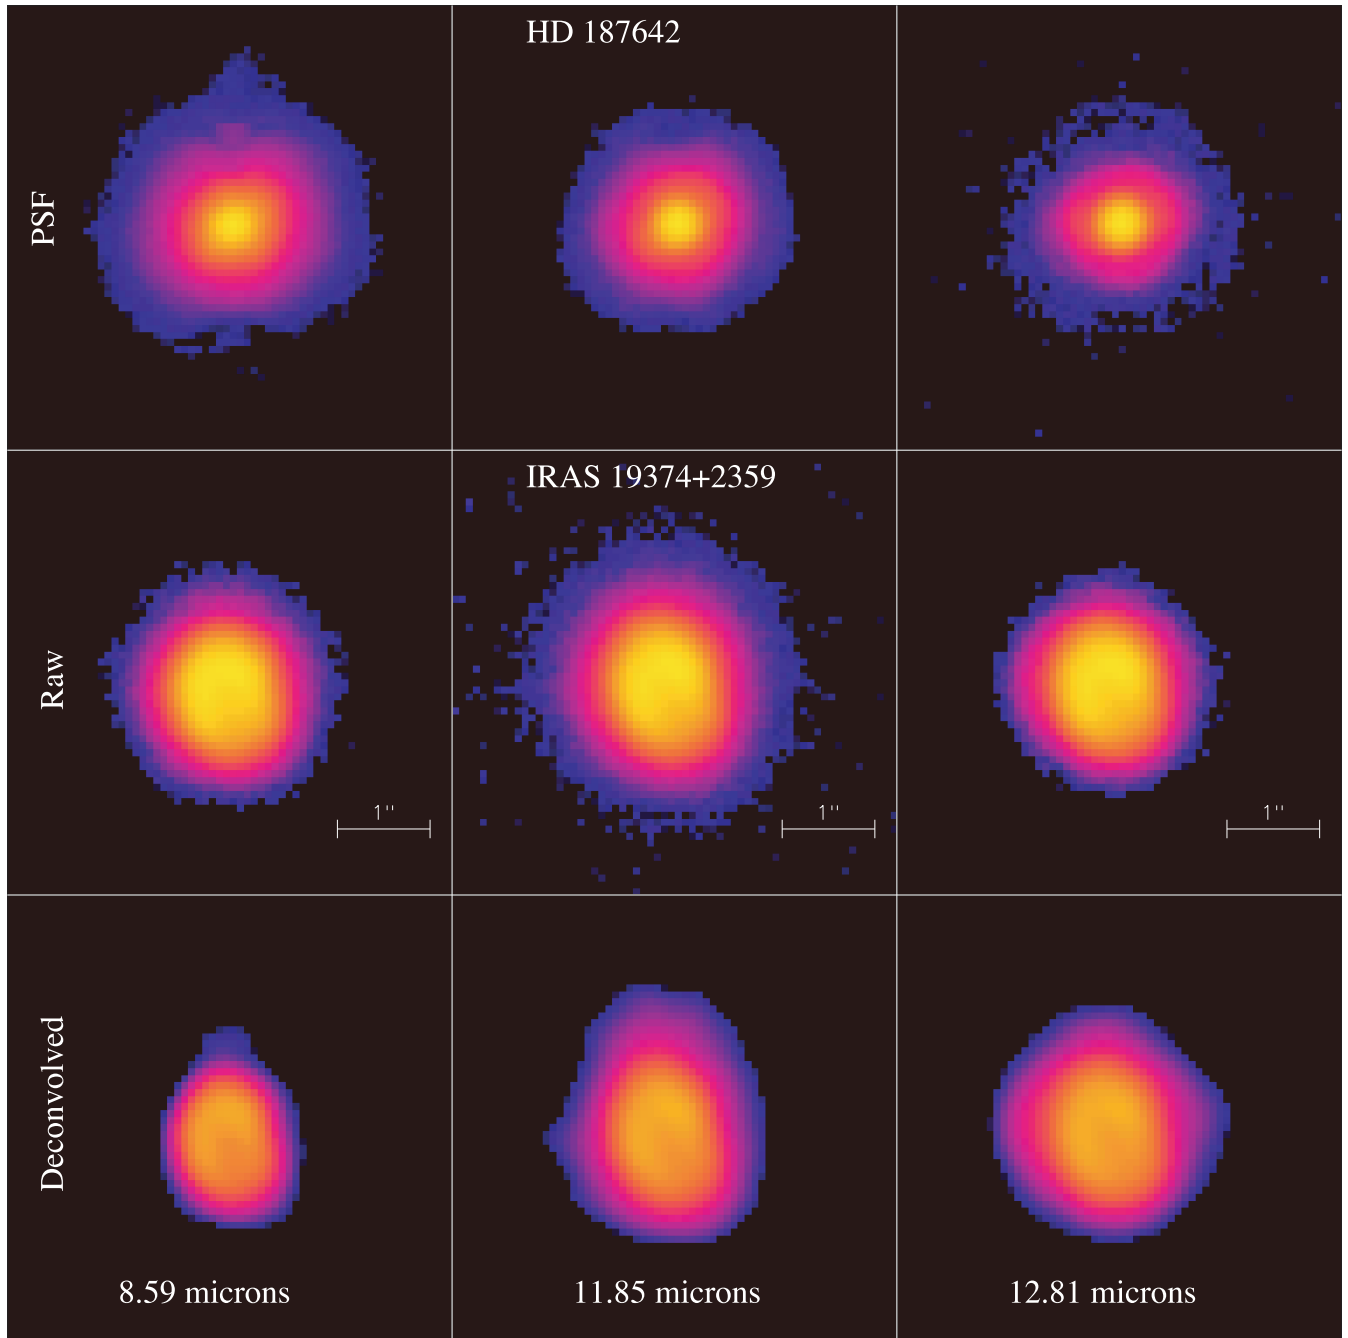 HD 187642
PSF
IRAS 19374+2359
Raw
1''
1''
1''
Deconvolved
8.59 microns
11.85 microns
12.81 microns